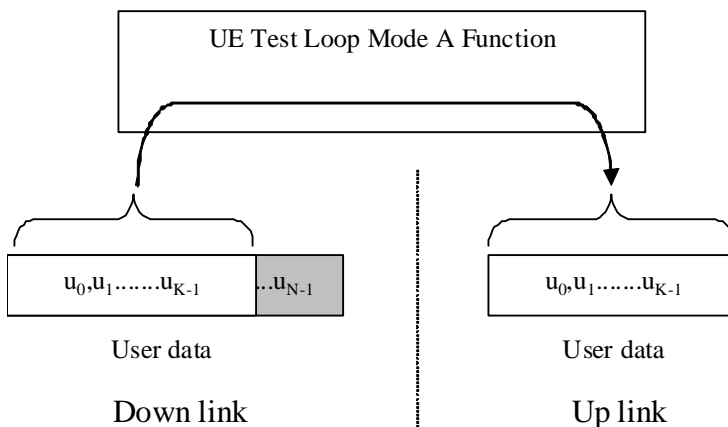 UE Test Loop Mode A Function
u0,u1.......uK-1 ...uN-1
u0,u1.......uK-1
User data
User data
Down link
Up link